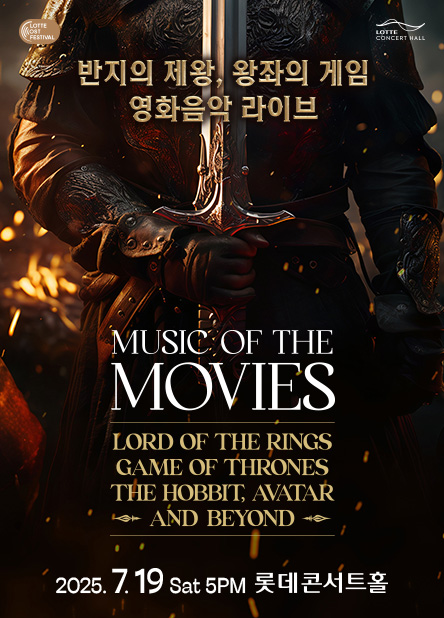 LOTTE
OST
FESTIVAL
LOTTE
CONCERT HALL
반지의 제왕, 왕좌의 게임
영화음악 라이브
MUSIC OF THE
MOVIES
LORD OF THE RINGS
GAME OF THRONES
THE HOBBIT, AVATAR
AND BEYOND
2025. 7.19 Sat 5PM 롯데콘서트홀